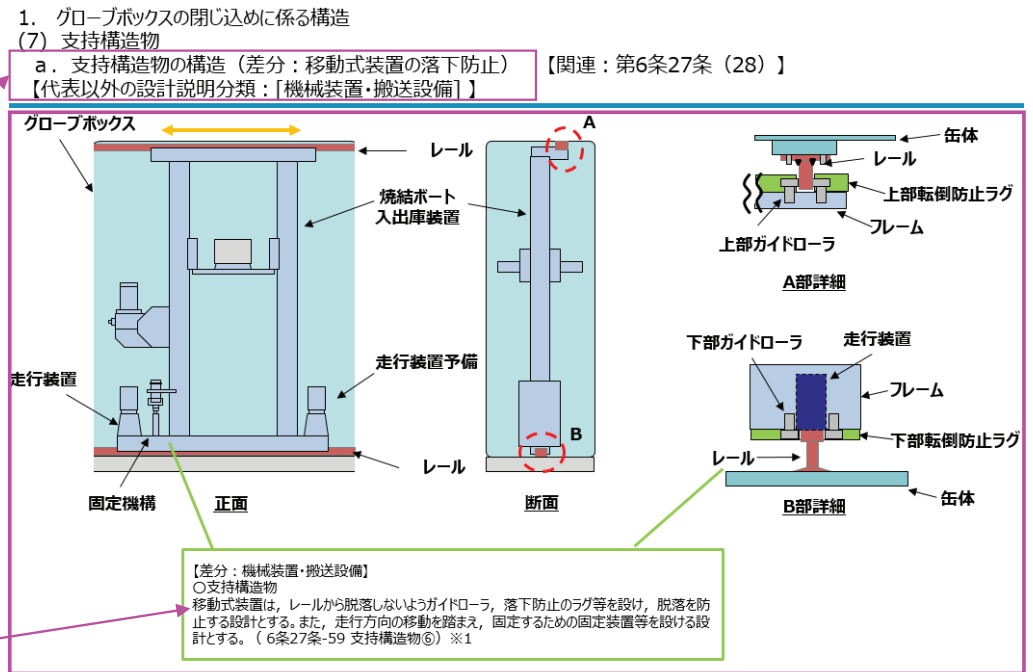 1. グローブボックスの閉じ込めに係る構造
(7) 支持構造物
a. 支持構造物の構造（差分：移動式装置の落下防止） 【関連：第6条27条（28）】
【代表以外の設計説明分類：[機械装置・搬送設備] 】
グローブボックス
レール
焼結ボート
入出庫装置
走行装置
走行装置予備
レール
固定機構
正面
A
B
断面
缶体
レール
上部転倒防止ラグ
フレーム
上部ガイドローラ
A部詳細
下部ガイドローラ
走行装置
フレーム
下部転倒防止ラグ
レール
缶体
B部詳細
【差分：機械装置・搬送設備】
○支持構造物
移動式装置は，レールから脱落しないようガイドローラ，落下防止のラグ等を設け，脱落を防
止する設計とする。また，走行方向の移動を踏まえ，固定するための固定装置等を設ける設
計とする。（ 6条27条-59 支持構造物⑥）※1